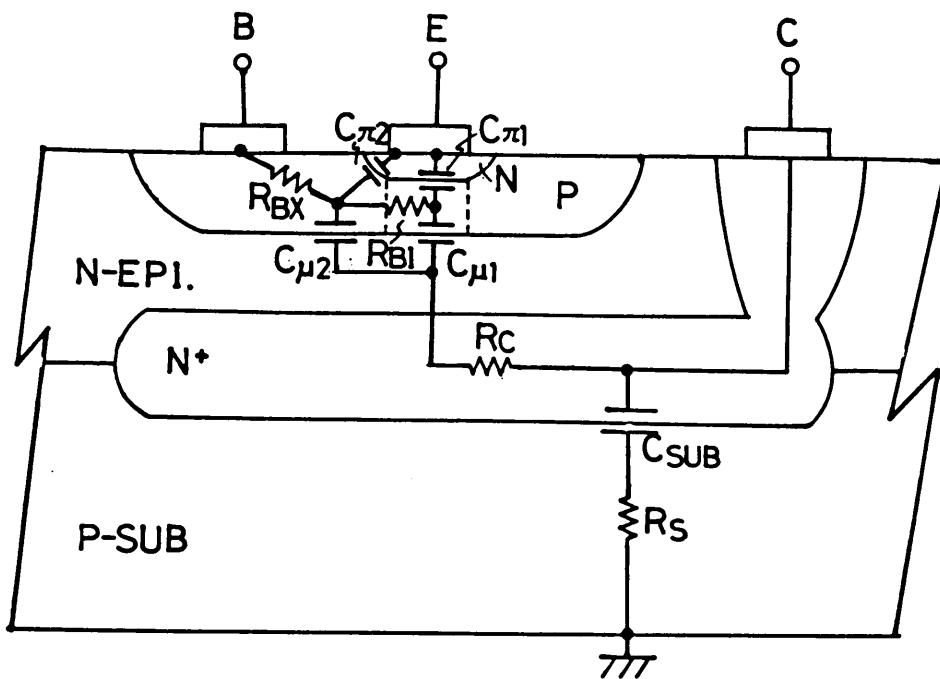 B E C
Cπ2 Cπ1
N
RBX P
RBI
Cμ2 Cμ1
N-EPI.
RC
N+
CSUB
RS
P-SUB